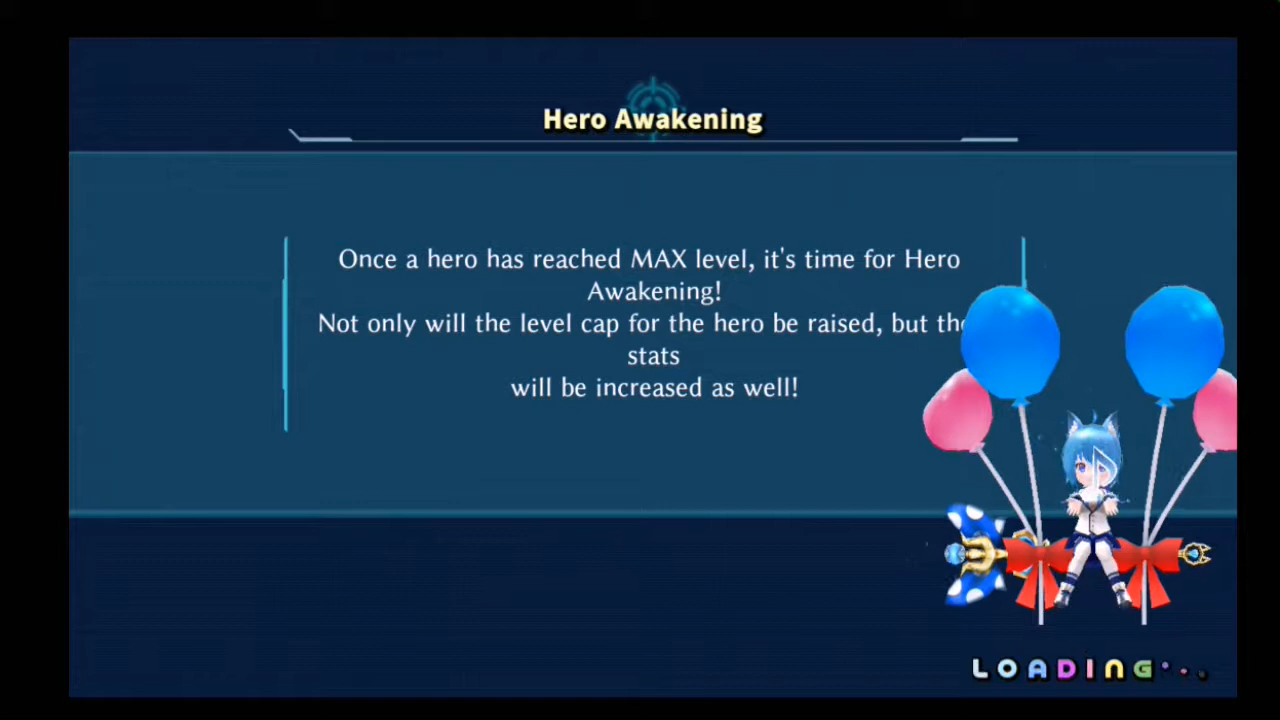 Hero Awakening
Once a hero has reached MAX level, it's time for Hero
Awakening!
Not only will the level cap for the hero be raised, but the
stats
will be increased as well!
LOADING...